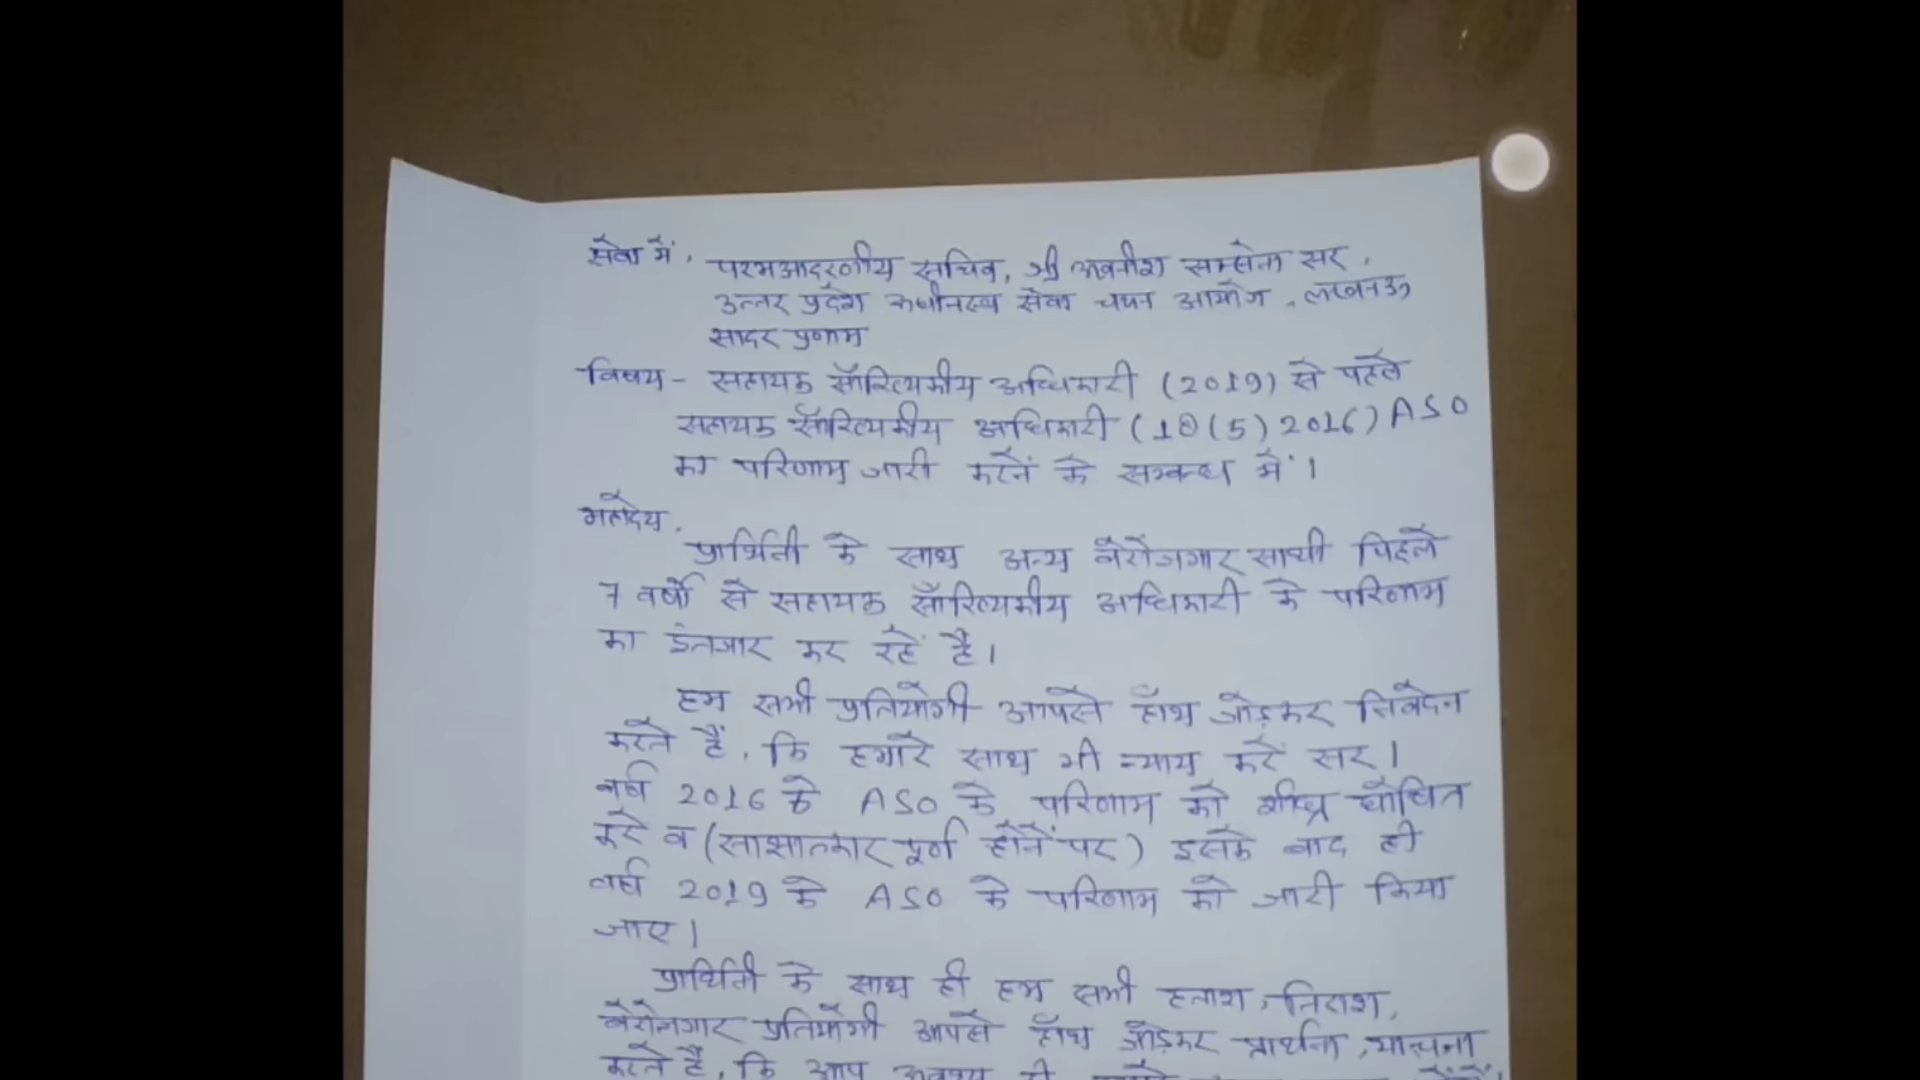 सेवा में,
परमआदरणीय सचिव, श्री अवनीश सक्सेना सर,
उत्तर प्रदेश अधीनस्थ सेवा चयन आयोग, लखनऊ
सादर प्रणाम
विषय - सहायक साँख्यिकीय अधिकारी (2019) से पहले
सहायक साँख्यिकीय अधिकारी (18(5)2016) ASO
का परिणाम जारी करनें के सम्बन्ध में।
महोदय,
प्रार्थिनी के साथ अन्य बेरोजगार साथी पिछले
7 वर्षो से सहायक साँख्यिकीय अधिकारी के परिणाम
का इंतजार कर रहें है।
हम सभी प्रतियोगी आपसे हाँथ जोड़कर निवेदन
करते हैं, कि हमारे साथ भी न्याय करें सर।
वर्ष 2016 के ASO के परिणाम को शीघ्र घोषित
करे व (साक्षात्कार पूर्ण होनें पर) इसके बाद ही
वर्ष 2019 के ASO के परिणाम को जारी किया
जाए।
प्रार्थिनी के साथ ही हम सभी हताश, निराश,
बेरोजगार प्रतियोगी आपसे हाँथ जोड़कर प्रार्थना, याचना
करते हैं, कि आप अवश्य ही